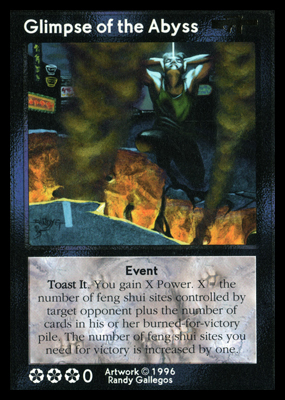 Glimpse of the Abyss
Event
Toast It. You gain X Power. X = the
number of feng shui sites controlled by
target opponent plus the number of
cards in his or her burned-for-victory
pile. The number of feng shui sites you
need for victory is increased by one.
0
Artwork © 1996
Randy Gallegos